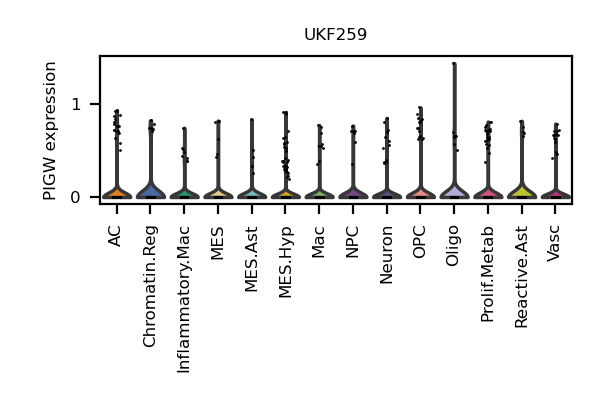 UKF259
PIGW expression
1
0
AC
Chromatin.Reg
Inflammatory.Mac
MES
MES.Ast
MES.Hyp
Mac
NPC
Neuron
OPC
Oligo
Prolif.Metab
Reactive.Ast
Vasc